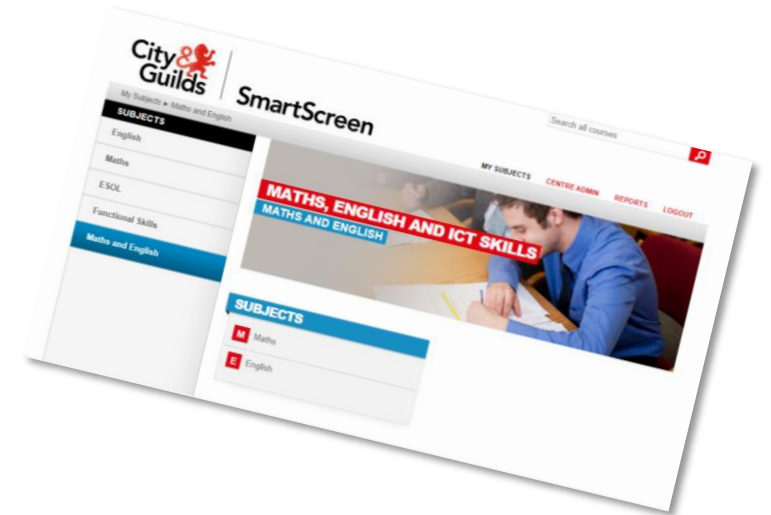 City&
Guilds
SmartScreen
Search all courses
My Subjects ▸ Maths and English
MY SUBJECTS
CENTRE ADMIN
REPORTS
LOGOUT
SUBJECTS
English
Maths
ESOL
Functional Skills
Maths and English
MATHS, ENGLISH AND ICT SKILLS
MATHS AND ENGLISH
SUBJECTS
M Maths
E English